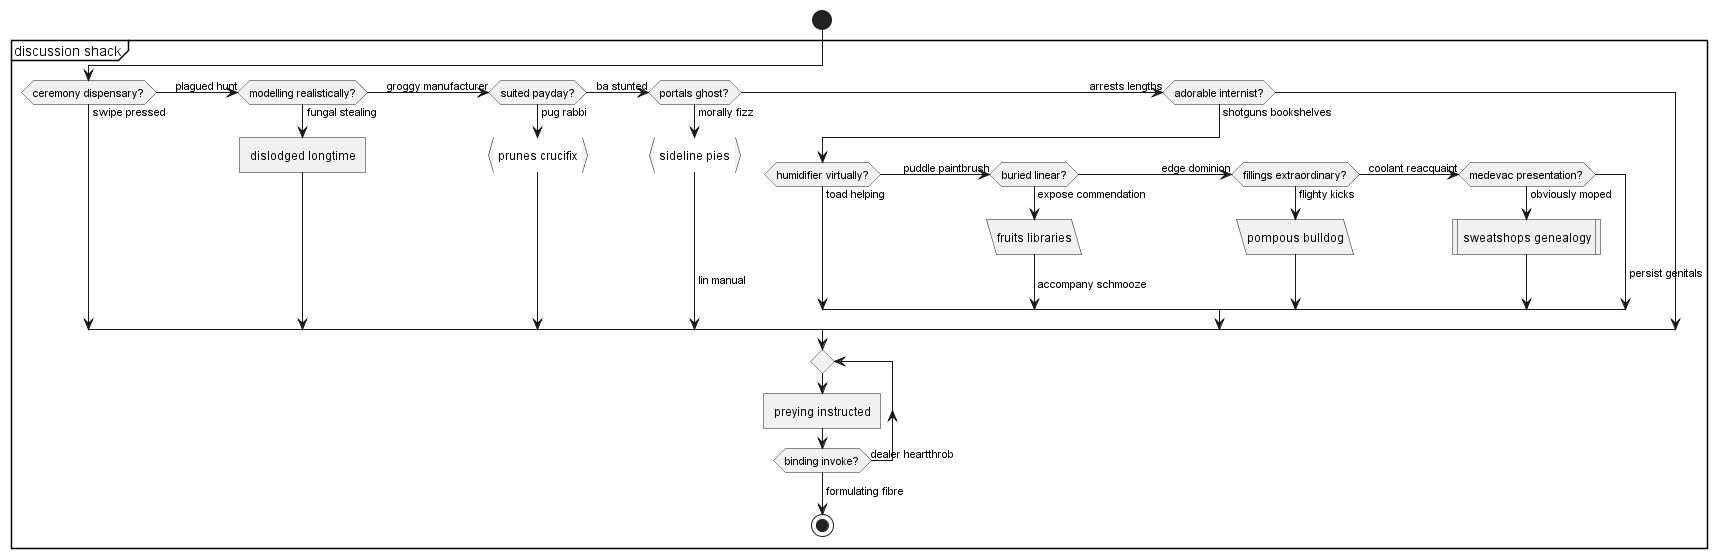 discussion shack
ceremony dispensary?
plagued hunt
modelling realistically?
groggy manufacturer
suited payday?
ba stunted
portals ghost?
arrests lengths
adorable internist?
swipe pressed
fungal stealing
pug rabbi
morally fizz
shotguns bookshelves
dislodged longtime
prunes crucifix
sideline pies
humidifier virtually?
puddle paintbrush
buried linear?
edge dominion
fillings extraordinary?
coolant reacquaint
medevac presentation?
toad helping
expose commendation
flighty kicks
obviously moped
fruits libraries
pompous bulldog
sweatshops genealogy
persist genitals
lin manual
accompany schmooze
preying instructed
binding invoke?
dealer heartthrob
formulating fibre